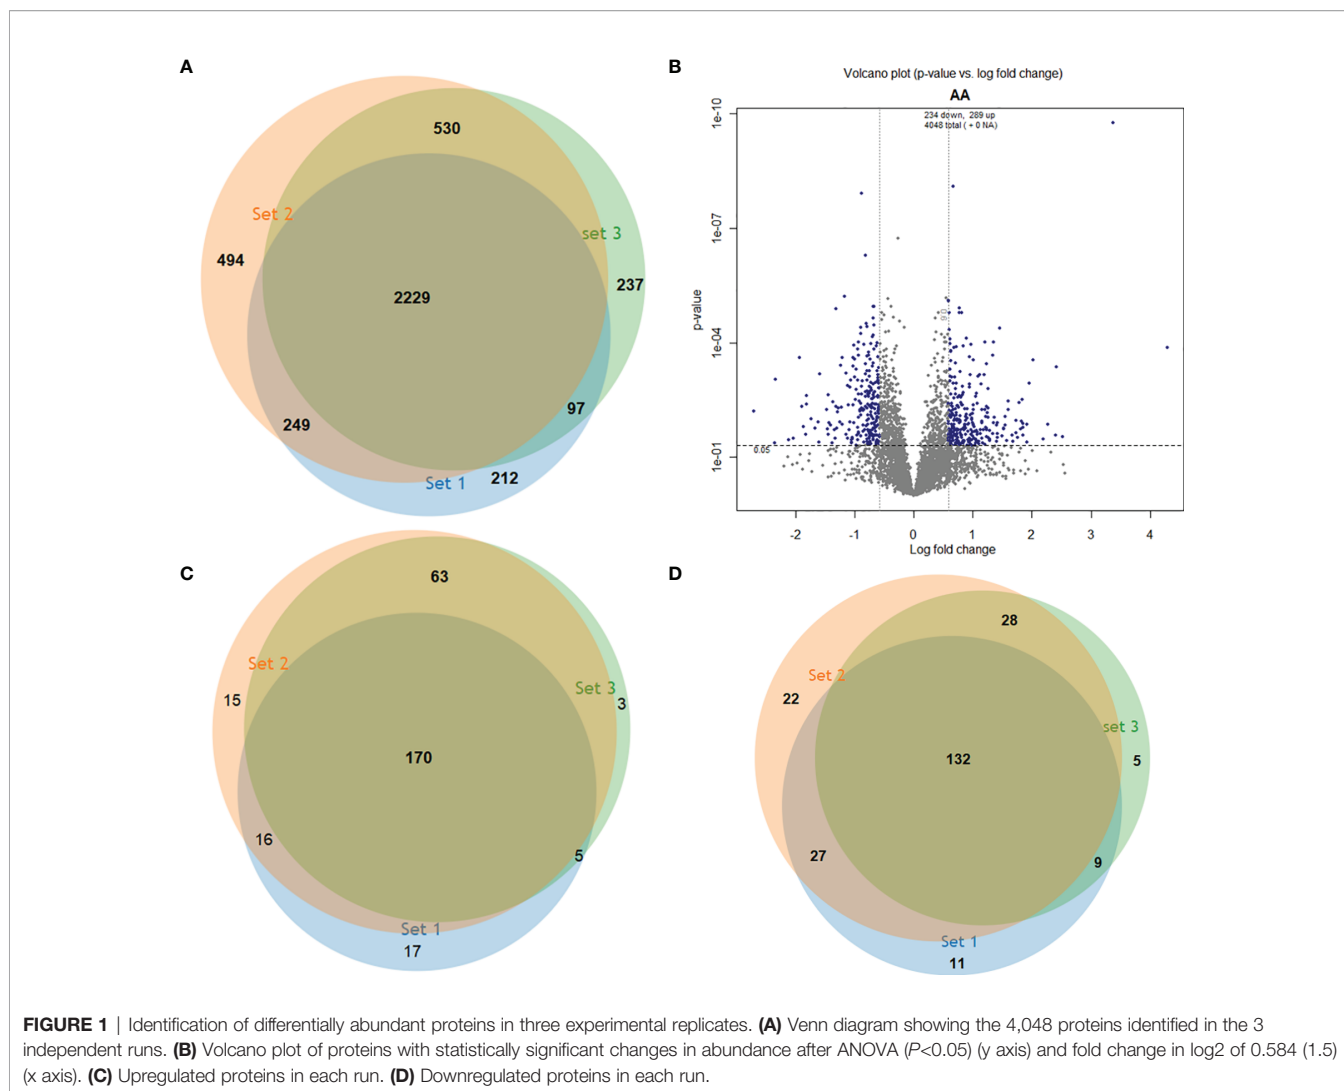 A
530
Set 2
set 3
494
237
2229
97
249
Set 1
212
B
Volcano plot (p-value vs. log fold change)
AA
234 down, 289 up
4048 total ( + 0 NA)
1e-10
1e-07
1e-04
1e-01
p-value
0.05
-2
-1
0
1
2
3
4
Log fold change
C
63
Set 2
Set 3
15
3
170
16
5
Set 1
17
D
28
Set 2
22
set 3
132
5
27
9
Set 1
11
FIGURE 1 | Identification of differentially abundant proteins in three experimental replicates. (A) Venn diagram showing the 4,048 proteins identified in the 3
independent runs. (B) Volcano plot of proteins with statistically significant changes in abundance after ANOVA (P<0.05) (y axis) and fold change in log2 of 0.584 (1.5)
(x axis). (C) Upregulated proteins in each run. (D) Downregulated proteins in each run.